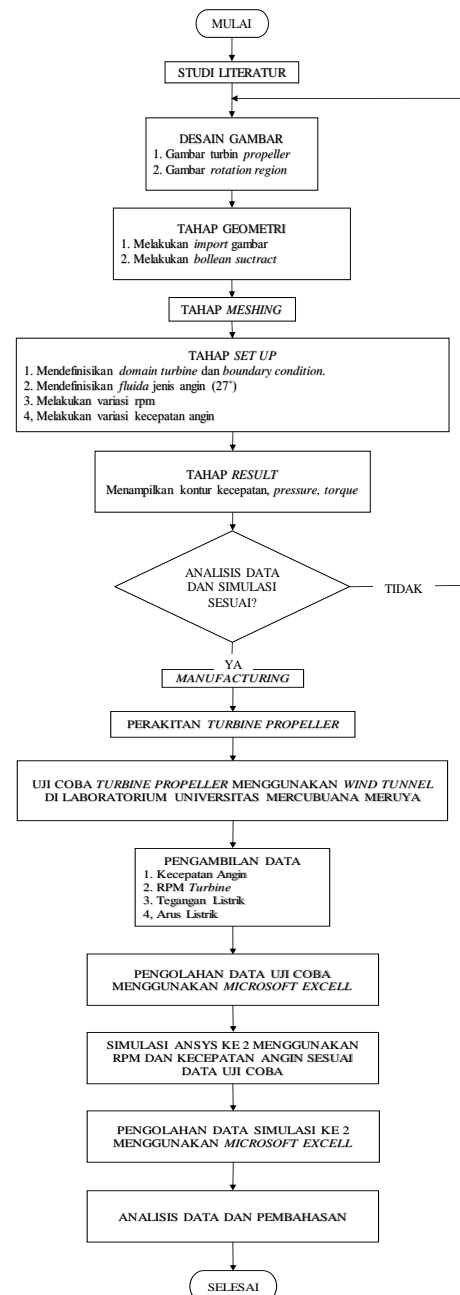 MULAI
STUDI LITERATUR
DESAIN GAMBAR
1. Gambar turbin propeller
2. Gambar rotation region
TAHAP GEOMETRI
1. Melakukan import gambar
2. Melakukan bollean suctract
TAHAP MESHING
TAHAP SET UP
1. Mendefinisikan domain turbine dan boundary condition.
2. Mendefinisikan fluida jenis angin (27˚)
3. Melakukan variasi rpm
4, Melakukan variasi kecepatan angin
TAHAP RESULT
Menampilkan kontur kecepatan, pressure, torque
ANALISIS DATA
DAN SIMULASI
SESUAI?
TIDAK
YA
MANUFACTURING
PERAKITAN TURBINE PROPELLER
UJI COBA TURBINE PROPELLER MENGGUNAKAN WIND TUNNEL
DI LABORATORIUM UNIVERSITAS MERCUBUANA MERUYA
PENGAMBILAN DATA
1. Kecepatan Angin
2. RPM Turbine
3. Tegangan Listrik
4, Arus Listrik
PENGOLAHAN DATA UJI COBA
MENGGUNAKAN MICROSOFT EXCELL
SIMULASI ANSYS KE 2 MENGGUNAKAN
RPM DAN KECEPATAN ANGIN SESUAI
DATA UJI COBA
PENGOLAHAN DATA SIMULASI KE 2
MENGGUNAKAN MICROSOFT EXCELL
ANALISIS DATA DAN PEMBAHASAN
SELESAI